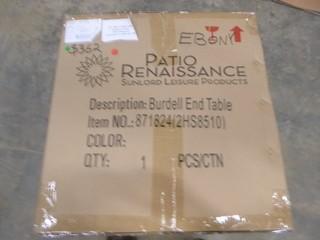 $352
EBONY
PATIO
RENAISSANCE
SUNLORD LEISURE PRODUCTS
Description: Burdell End Table
Item NO.: 871824(2HS8510)
COLOR:
QTY: 1 PCS/CTN